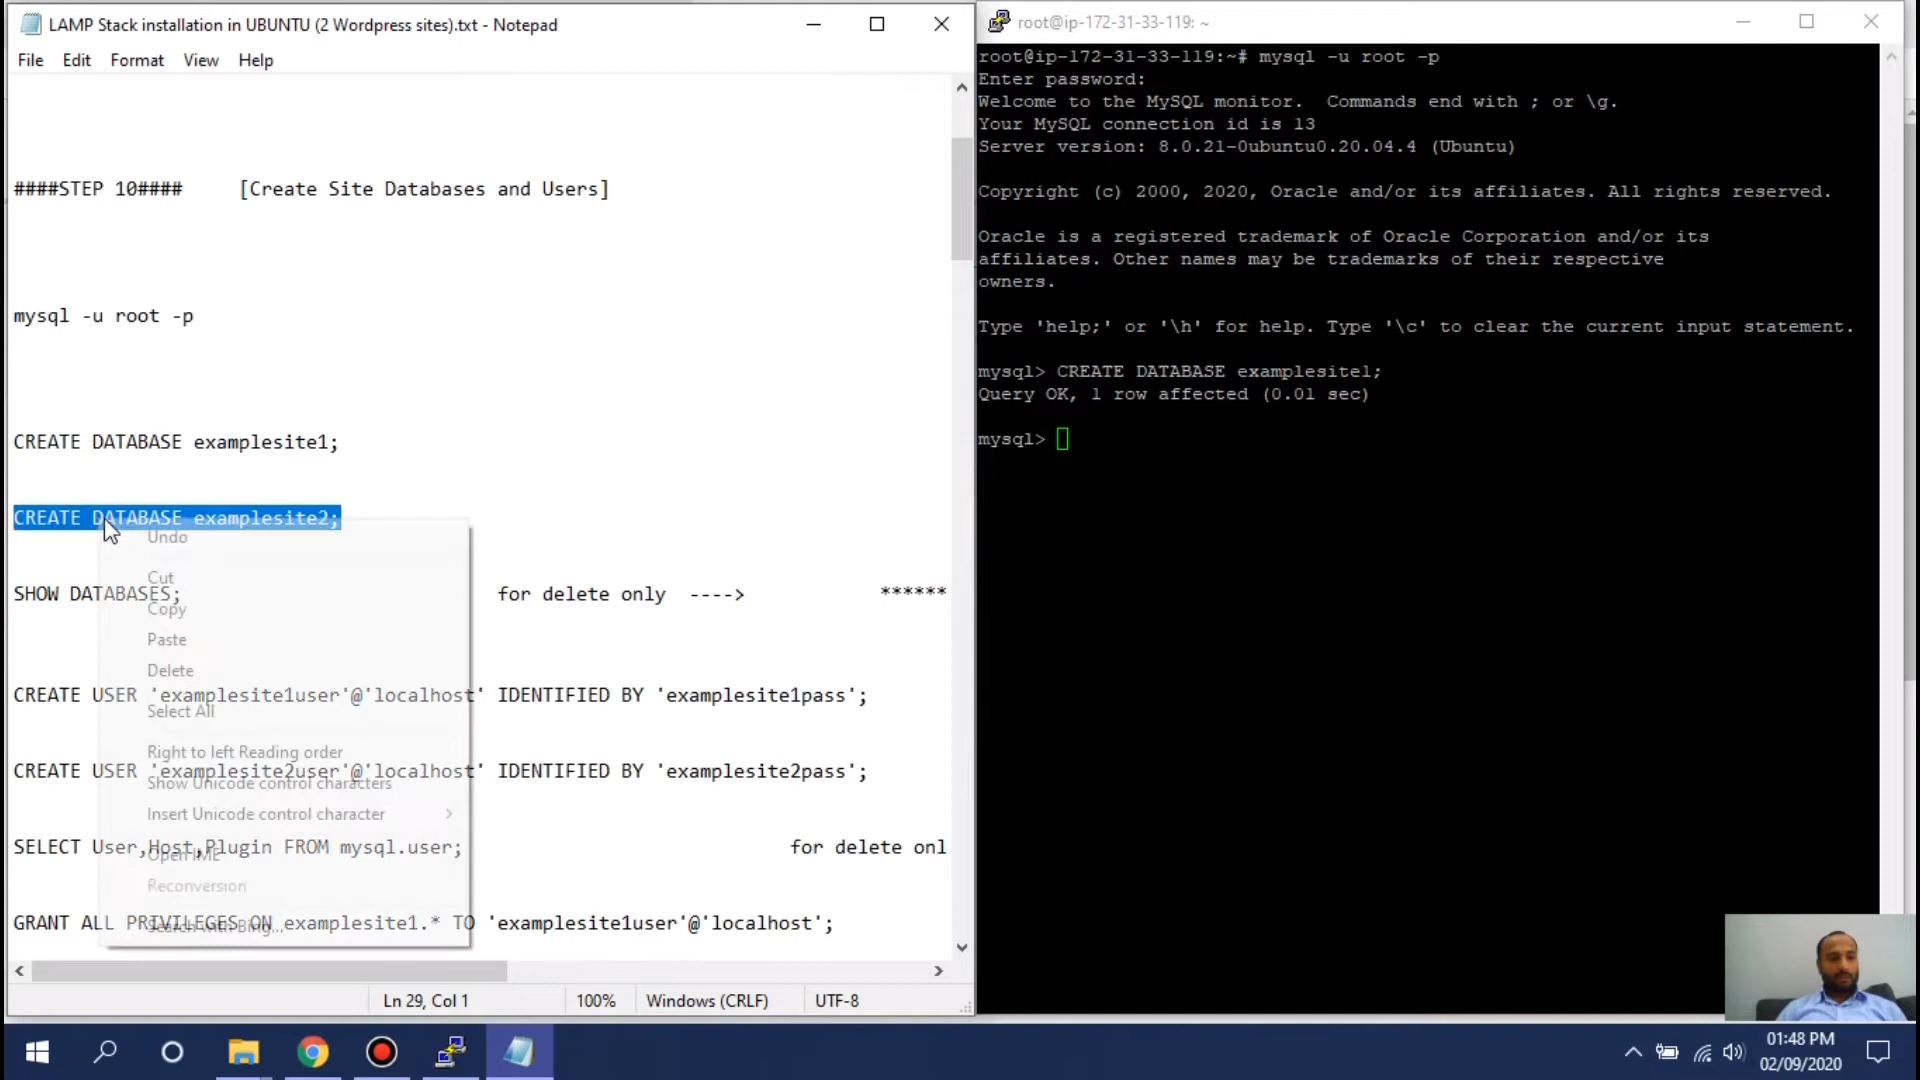 LAMP Stack installation in UBUNTU (2 Wordpress sites).txt - Notepad
File Edit Format View Help
####STEP 10#### [Create Site Databases and Users]
mysql -u root -p
CREATE DATABASE examplesite1;
CREATE DATABASE examplesite2;
SHOW DATABASES; for delete only ----> ******
CREATE USER 'examplesite1user'@'localhost' IDENTIFIED BY 'examplesite1pass';
CREATE USER 'examplesite2user'@'localhost' IDENTIFIED BY 'examplesite2pass';
SELECT User,Host,Plugin FROM mysql.user; for delete onl
GRANT ALL PRIVILEGES ON examplesite1.* TO 'examplesite1user'@'localhost';
Undo
Cut
Copy
Paste
Delete
Select All
Right to left Reading order
Show Unicode control characters
Insert Unicode control character
Open IME
Reconversion
Search with Bing...
Ln 29, Col 1 100% Windows (CRLF) UTF-8
root@ip-172-31-33-119: ~
root@ip-172-31-33-119:~# mysql -u root -p
Enter password:
Welcome to the MySQL monitor.  Commands end with ; or \g.
Your MySQL connection id is 13
Server version: 8.0.21-0ubuntu0.20.04.4 (Ubuntu)
Copyright (c) 2000, 2020, Oracle and/or its affiliates. All rights reserved.
Oracle is a registered trademark of Oracle Corporation and/or its
affiliates. Other names may be trademarks of their respective
owners.
Type 'help;' or '\h' for help. Type '\c' to clear the current input statement.
mysql> CREATE DATABASE examplesite1;
Query OK, 1 row affected (0.01 sec)
mysql>
01:48 PM
02/09/2020